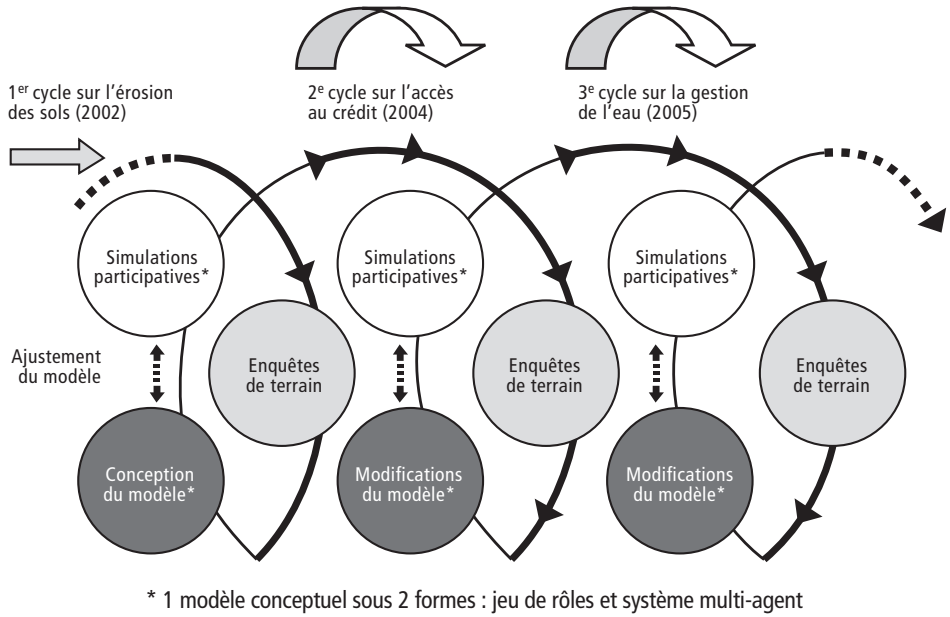 1er cycle sur l'érosion
des sols (2002)
2e cycle sur l'accès
au crédit (2004)
3e cycle sur la gestion
de l'eau (2005)
Simulations
participatives*
Simulations
participatives*
Simulations
participatives*
Ajustement
du modèle
Enquêtes
de terrain
Enquêtes
de terrain
Enquêtes
de terrain
Conception
du modèle*
Modifications
du modèle*
Modifications
du modèle*
* 1 modèle conceptuel sous 2 formes : jeu de rôles et système multi-agent